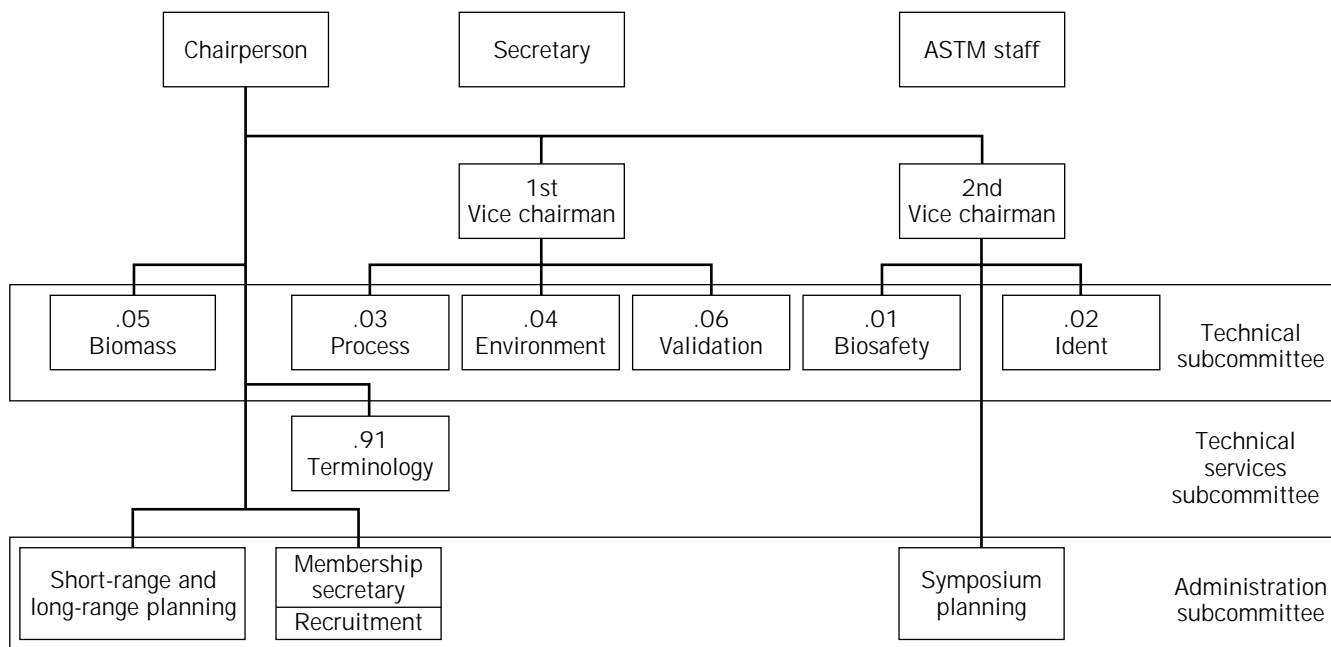 Chairperson
Secretary
ASTM staff
1st
Vice chairman
2nd
Vice chairman
.05
Biomass
.03
Process
.04
Environment
.06
Validation
.01
Biosafety
.02
Ident
Technical
subcommittee
.91
Terminology
Technical
services
subcommittee
Short-range and
long-range planning
Membership
secretary
Recruitment
Symposium
planning
Administration
subcommittee